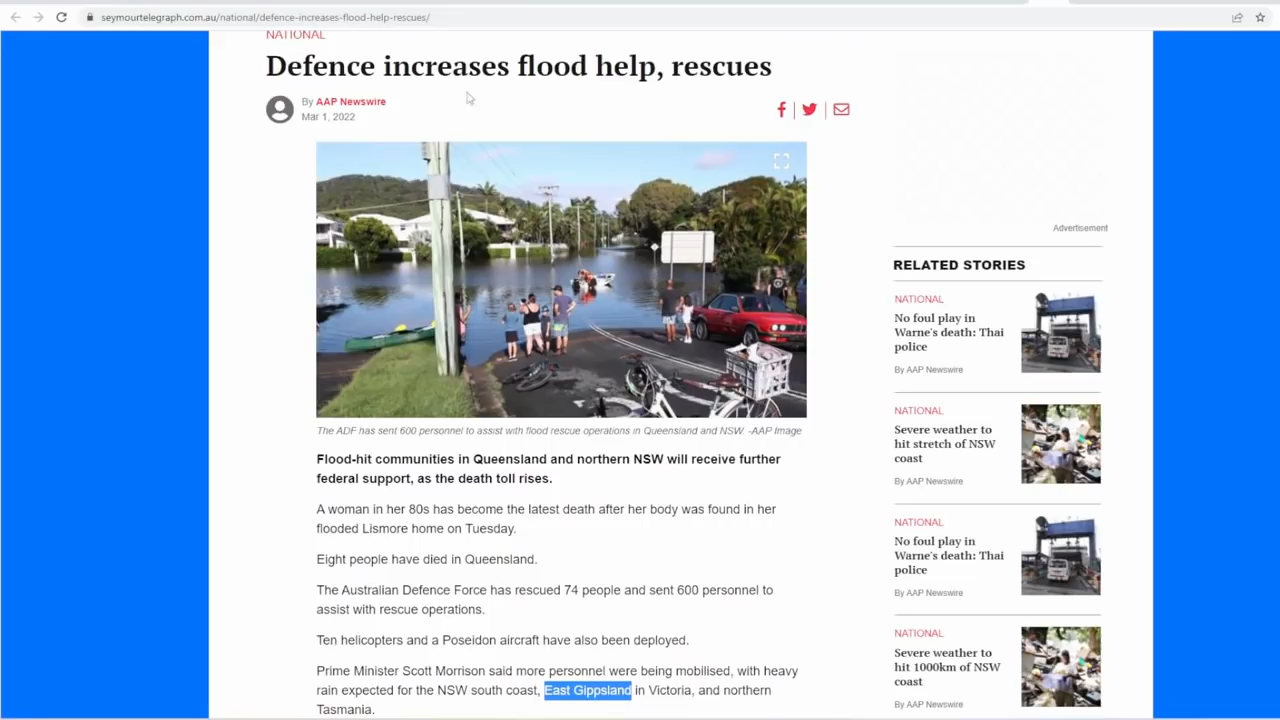 seymourtelegraph.com.au/national/defence-increases-flood-help-rescues/
NATIONAL
Defence increases flood help, rescues
By AAP Newswire
Mar 1, 2022
The ADF has sent 600 personnel to assist with flood rescue operations in Queensland and NSW. -AAP Image
Flood-hit communities in Queensland and northern NSW will receive further
federal support, as the death toll rises.
A woman in her 80s has become the latest death after her body was found in her
flooded Lismore home on Tuesday.
Eight people have died in Queensland.
The Australian Defence Force has rescued 74 people and sent 600 personnel to
assist with rescue operations.
Ten helicopters and a Poseidon aircraft have also been deployed.
Prime Minister Scott Morrison said more personnel were being mobilised, with heavy
rain expected for the NSW south coast, East Gippsland in Victoria, and northern
Tasmania.
Advertisement
RELATED STORIES
NATIONAL
No foul play in
Warne's death: Thai
police
By AAP Newswire
NATIONAL
Severe weather to
hit stretch of NSW
coast
By AAP Newswire
NATIONAL
No foul play in
Warne's death: Thai
police
By AAP Newswire
NATIONAL
Severe weather to
hit 1000km of NSW
coast
By AAP Newswire